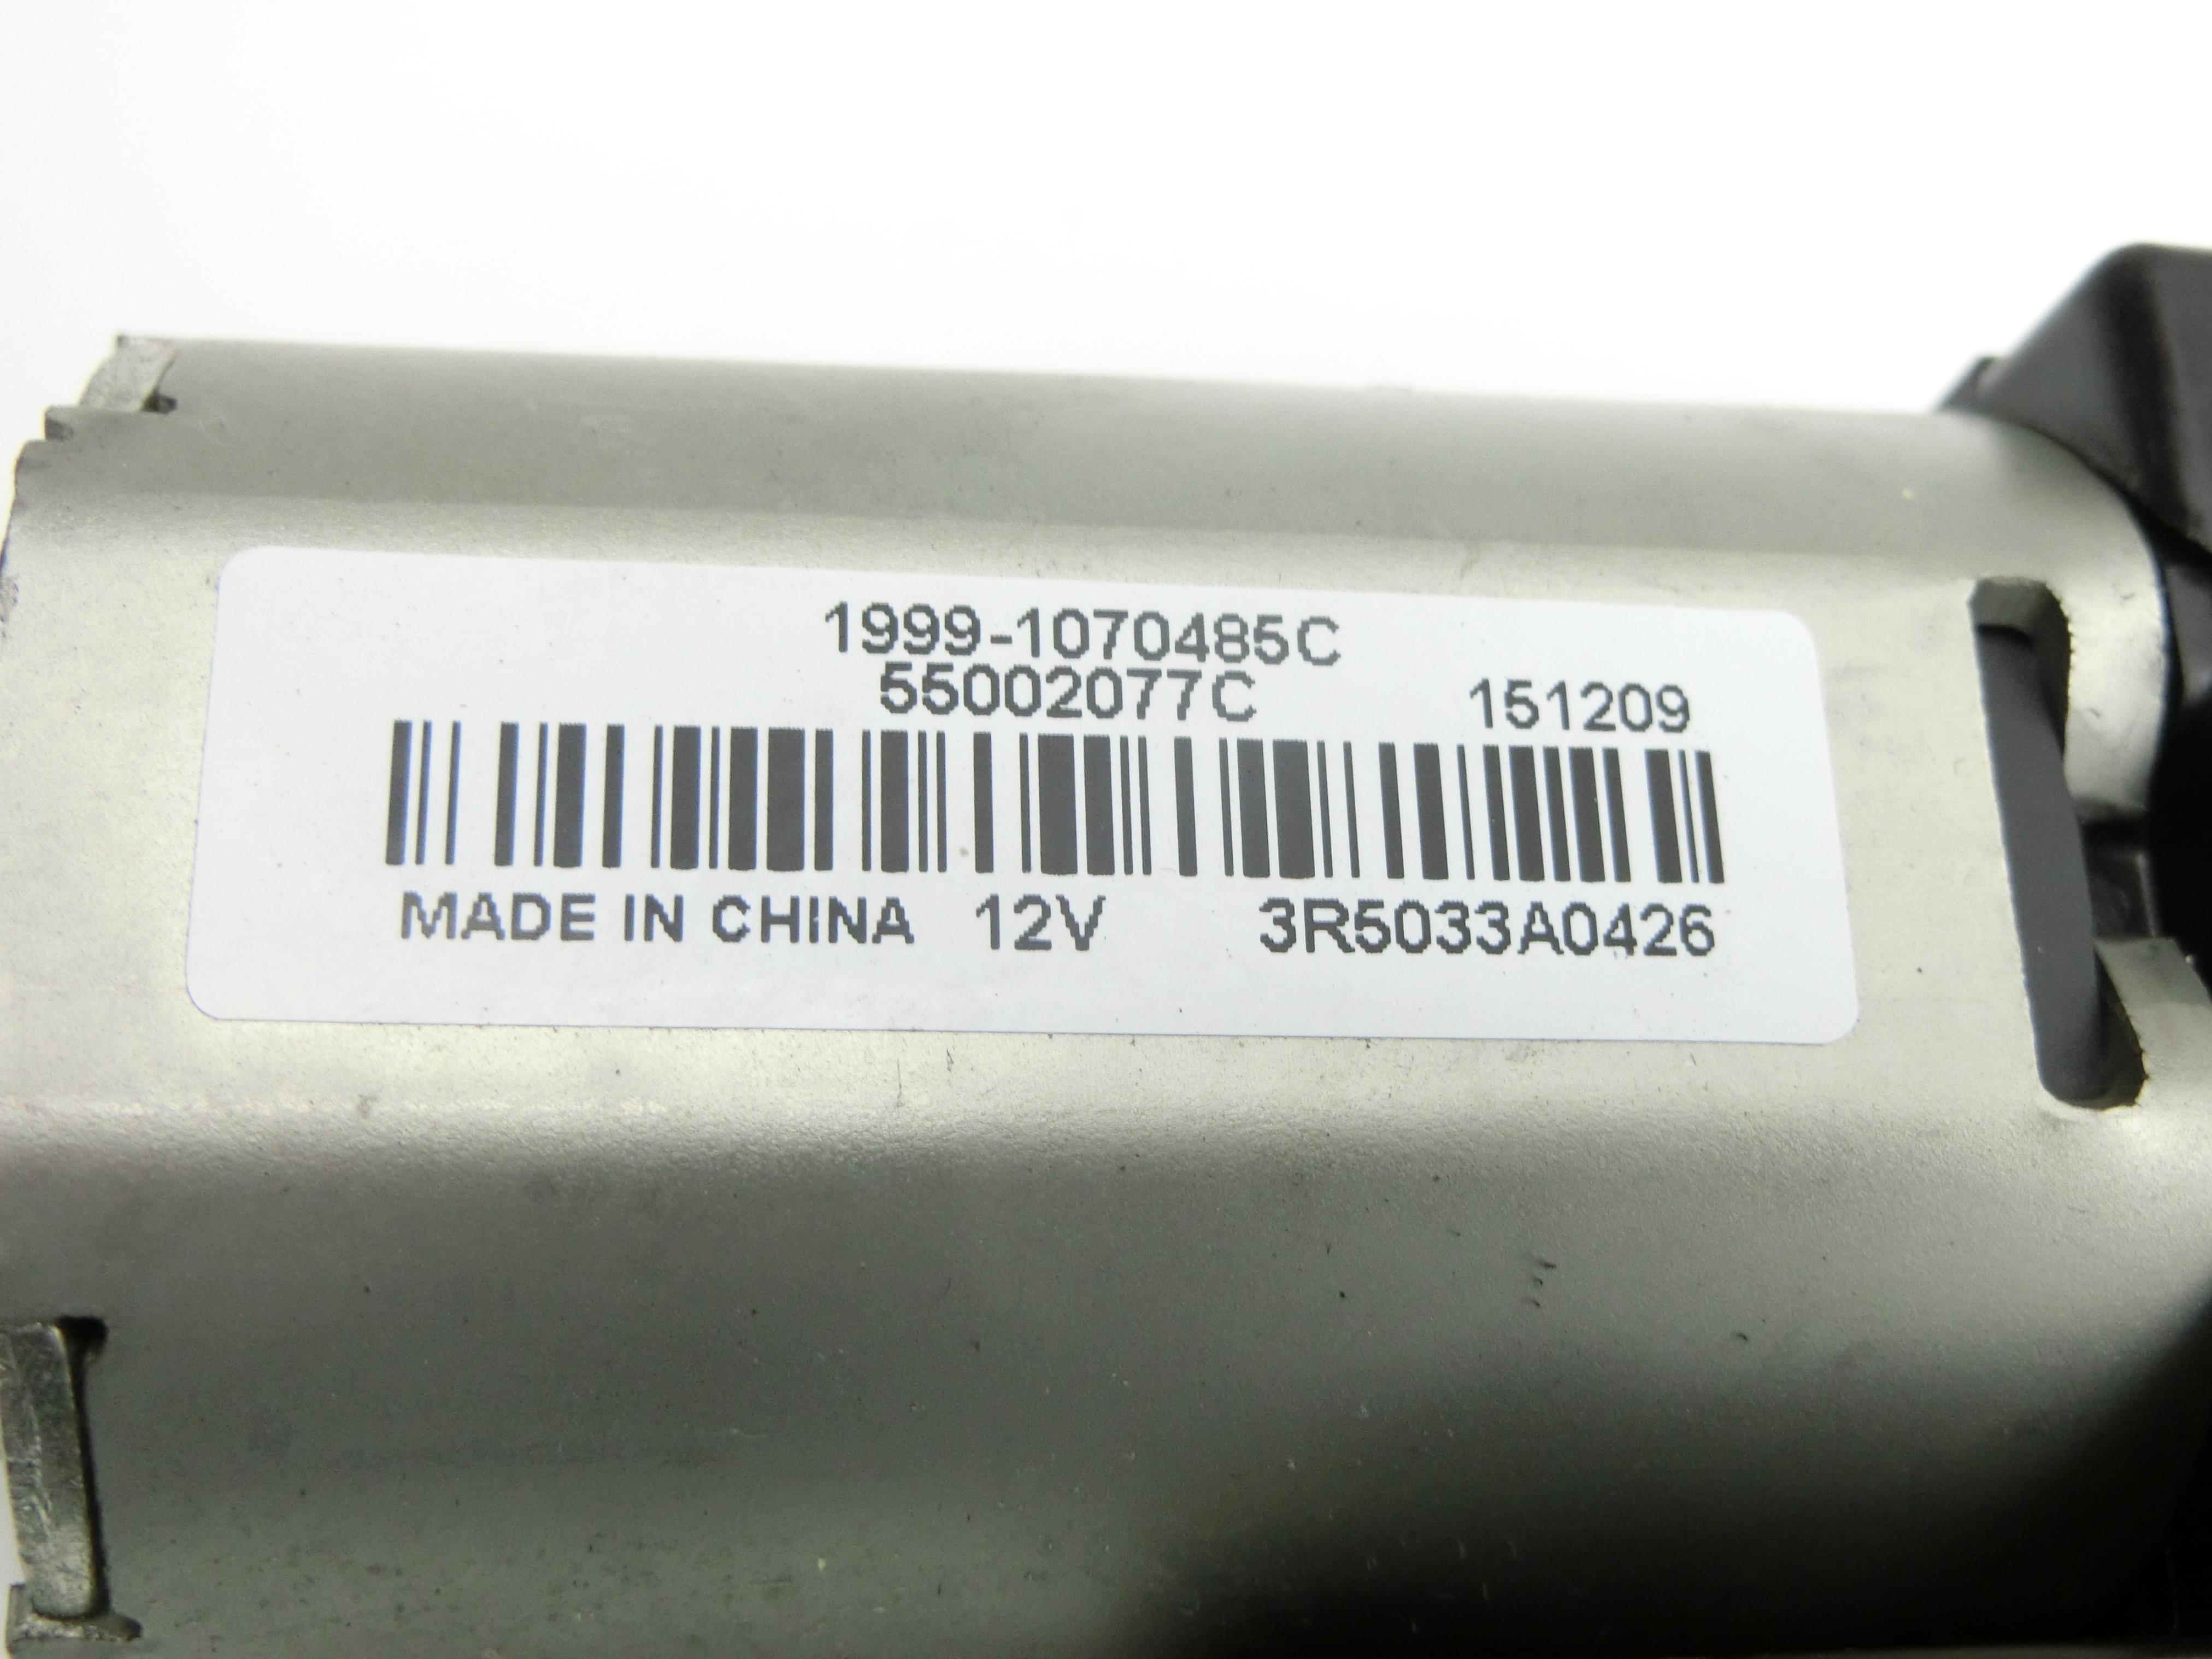 1999-1070485C
55002077C 151209
MADE IN CHINA 12V 3R5033A0426